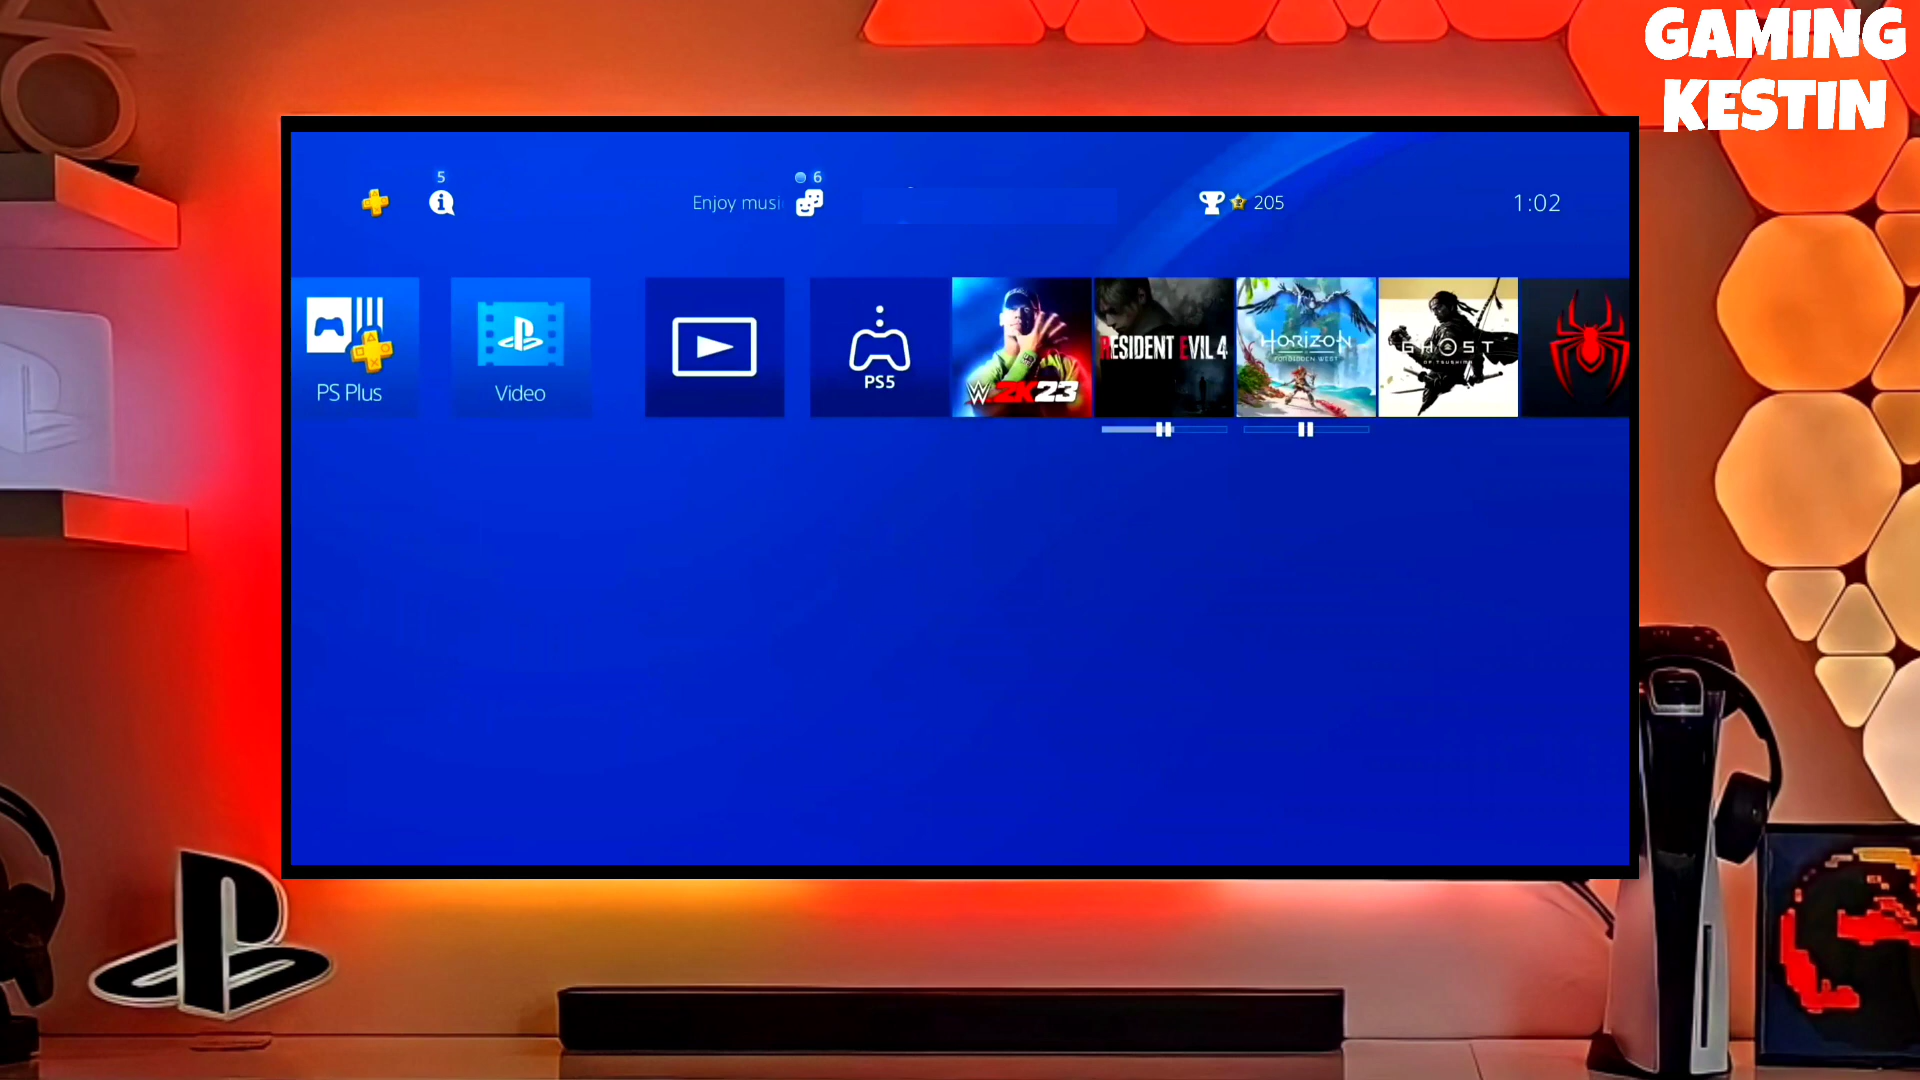 GAMING
KESTIN
5
6
Enjoy musi
205
1:02
PS Plus
Video
PS5
W 2K23
RESIDENT EVIL 4
HORIZON
FORBIDDEN WEST
GHOST
OF TSUSHIMA